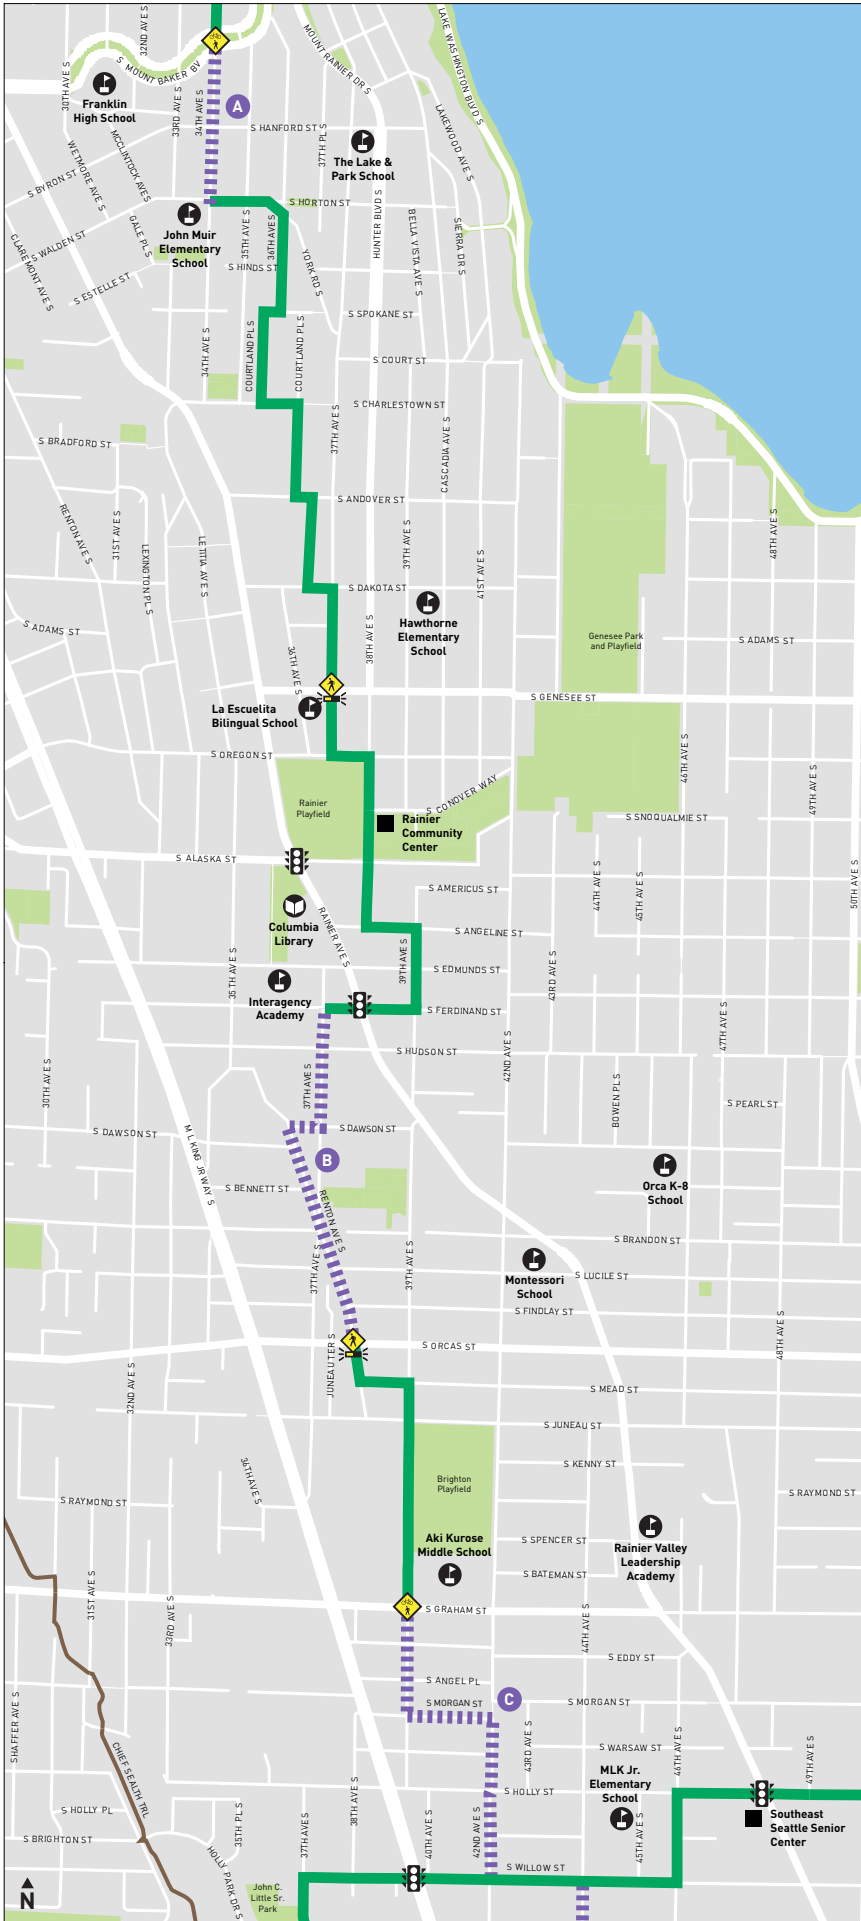 32ND AVE S
LAKE WASHINGTON BLVD S
MOUNT RAINIER DR S
S MOUNT BAKER BV
30TH AVE S
Franklin
High School
33RD AVE S
34TH AVE S
A
S HANFORD ST
37TH PL S
LAKEWOOD AVE S
The Lake &
Park School
WETMORE AVE S
MCCLINTOCK AVE S
S BYRON ST
S HORTON ST
HUNTER BLVD S
BELLA VISTA AVE S
SIERRA DR S
John Muir
Elementary
School
35TH AVE S
36TH AVE S
GALE PL S
S WALDEN ST
CLAREMONT AVE S
S HINDS ST
YORK RD S
S ESTELLE ST
S SPOKANE ST
34TH AVE S
COURTLAND PL S
COURTLAND PL S
S COURT ST
S CHARLESTOWN ST
37TH AVE S
CASCADIA AVE S
S BRADFORD ST
S ANDOVER ST
RENTON AVE S
31ST AVE S
LEXINGTON PL S
LETITIA AVE S
39TH AVE S
41ST AVE S
48TH AVE S
S DAKOTA ST
Hawthorne
Elementary
School
S ADAMS ST
36TH AVE S
38TH AVE S
Genesee Park
and Playfield
S ADAMS ST
S GENESEE ST
La Escuelita
Bilingual School
S OREGON ST
46TH AVE S
49TH AVE S
Rainier
Playfield
S CONOVER WAY
Rainier
Community
Center
S SNOQUALMIE ST
S ALASKA ST
S AMERICUS ST
44TH AVE S
45TH AVE S
50TH AVE S
Columbia
Library
RAINIER AVE S
S ANGELINE ST
35TH AVE S
39TH AVE S
S EDMUNDS ST
43RD AVE S
Interagency
Academy
S FERDINAND ST
47TH AVE S
42ND AVE S
S HUDSON ST
30TH AVE S
37TH AVE S
BOWEN PL S
S PEARL ST
S DAWSON ST
M L KING JR WAY S
S DAWSON ST
B
S BENNETT ST
RENTON AVE S
Orca K-8
School
37TH AVE S
39TH AVE S
S BRANDON ST
Montessori
School
S LUCILE ST
S FINDLAY ST
48TH AVE S
JUNEAU TER S
S ORCAS ST
32ND AVE S
S MEAD ST
S JUNEAU ST
S KENNY ST
36TH AVE S
Brighton
Playfield
S RAYMOND ST
S RAYMOND ST
Aki Kurose
Middle School
S SPENCER ST
Rainier Valley
Leadership
Academy
S BATEMAN ST
31ST AVE S
33RD AVE S
S GRAHAM ST
44TH AVE S
S EDDY ST
S ANGEL PL
C
S MORGAN ST
S MORGAN ST
SHAFFER AVE S
CHIEF SEALTH TRL
43RD AVE S
S WARSAW ST
46TH AVE S
49TH AVE S
MLK Jr.
Elementary
School
S HOLLY ST
S HOLLY PL
35TH PL S
37TH AVE S
38TH AVE S
40TH AVE S
42ND AVE S
45TH AVE S
Southeast
Seattle Senior
Center
S BRIGHTON ST
HOLLY PARK DR S
S WILLOW ST
John C.
Little Sr.
Park
N